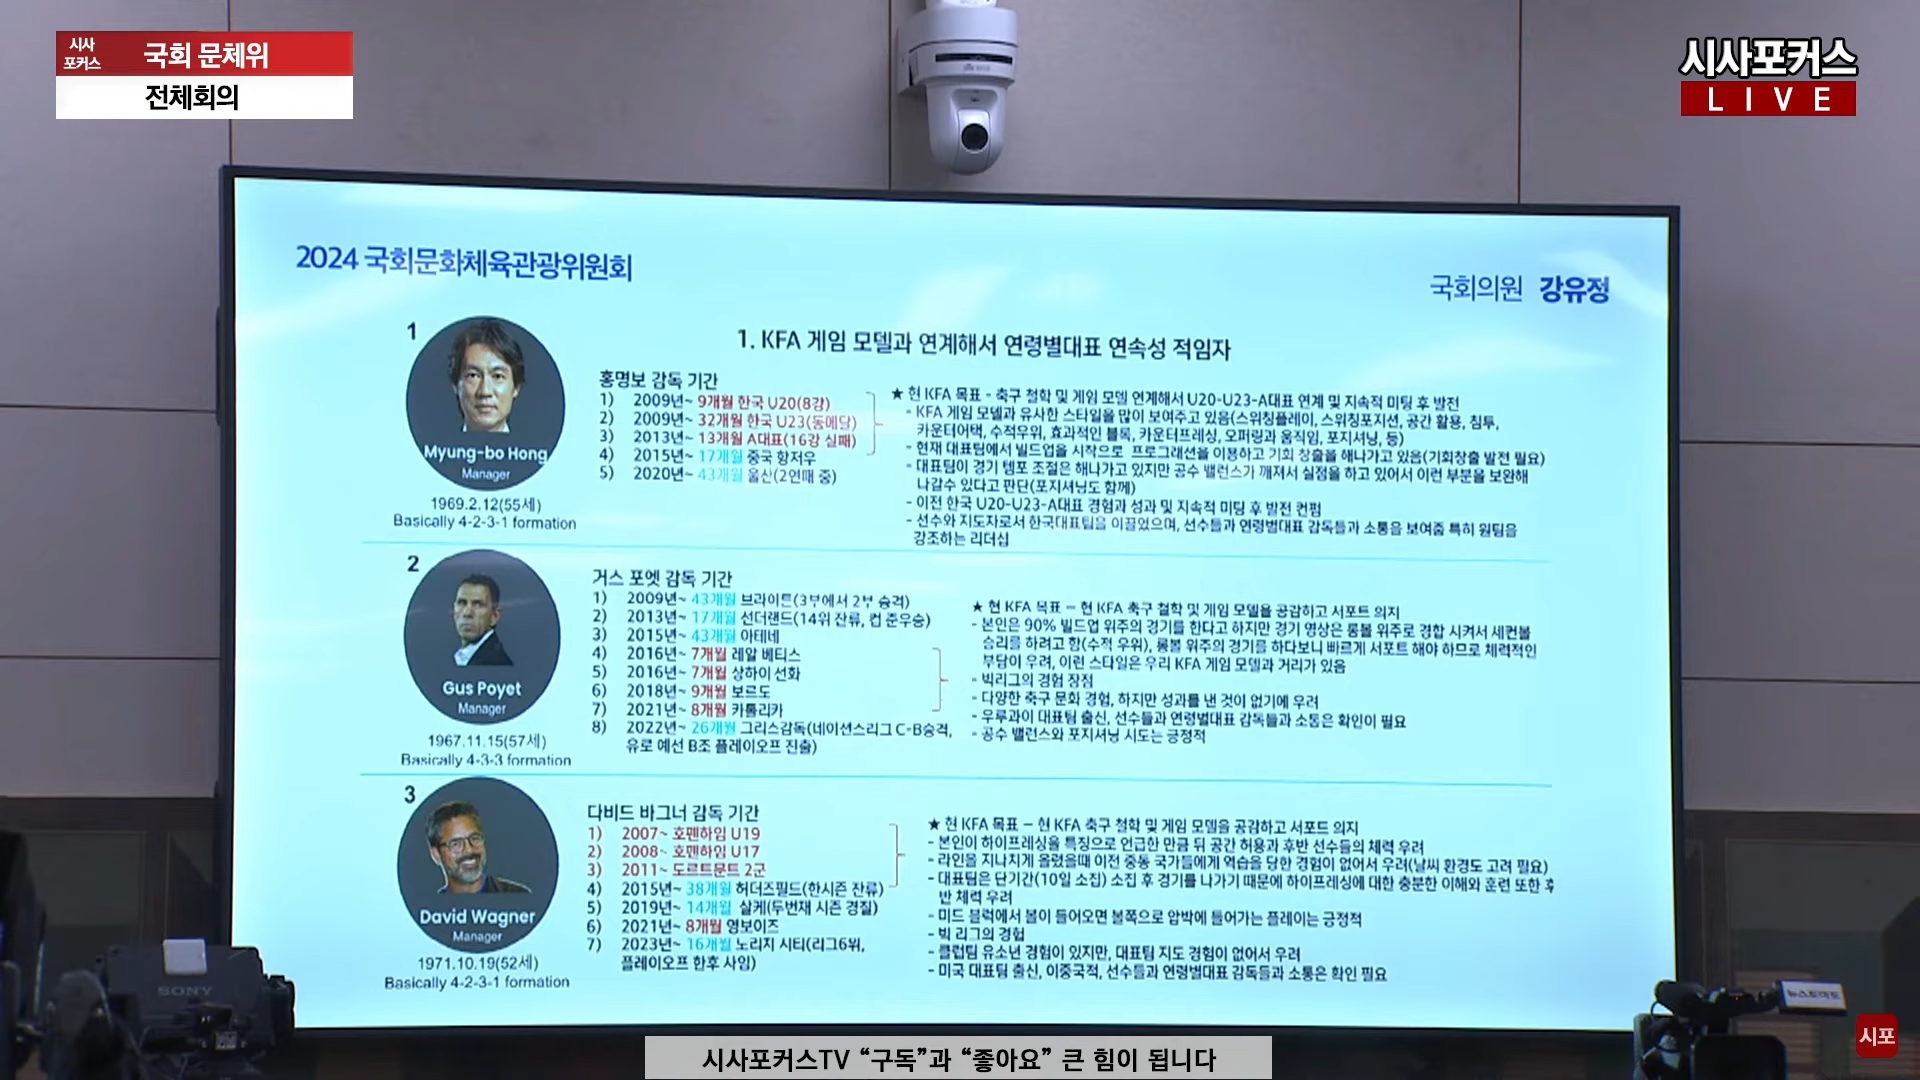 시사
포커스
국회 문체위
전체회의
시사포커스
LIVE
2024 국회문화체육관광위원회
국회의원 강유정
1. KFA 게임 모델과 연계해서 연령별대표 연속성 적임자
1
Myung-bo Hong
Manager
1969.2.12(55세)
Basically 4-2-3-1 formation
홍명보 감독 기간
1) 2009년~ 9개월 한국 U20(8강)
2) 2009년~ 32개월 한국 U23(동메달)
3) 2013년~ 13개월 A대표(16강 실패)
4) 2015년~ 17개월 중국 항저우
5) 2020년~ 43개월 울산(2연패 중)
★ 현 KFA 목표 - 축구 철학 및 게임 모델 연계해서 U20-U23-A대표 연계 및 지속적 미팅 후 발전
- KFA 게임 모델과 유사한 스타일을 많이 보여주고 있음(스위칭플레이, 스위칭포지션, 공간 활용, 침투,
카운터어택, 수적우위, 효과적인 블록, 카운터프레싱, 오퍼링과 움직임, 포지셔닝, 등)
- 현재 대표팀에서 빌드업을 시작으로 프로그래션을 이용하고 기회 창출을 해나가고 있음(기회창출 발전 필요)
- 대표팀이 경기 템포 조절은 해나가고 있지만 공수 밸런스가 깨져서 실점을 하고 있어서 이런 부분을 보완해
나갈수 있다고 판단(포지셔닝도 함께)
- 이전 한국 U20-U23-A대표 경험과 성과 및 지속적 미팅 후 발전 컨펌
- 선수와 지도자로서 한국대표팀을 이끌었으며, 선수들과 연령별대표 감독들과 소통을 보여줌 특히 원팀을
강조하는 리더십
2
Gus Poyet
Manager
1967.11.15(57세)
Basically 4-3-3 formation
거스 포옛 감독 기간
1) 2009년~ 43개월 브라이튼(3부에서 2부 승격)
2) 2013년~ 17개월 선더랜드(14위 잔류, 컵 준우승)
3) 2015년~ 43개월 아테네
4) 2016년~ 7개월 레알 베티스
5) 2016년~ 7개월 상하이 선화
6) 2018년~ 9개월 보르도
7) 2021년~ 8개월 카톨리카
8) 2022년~ 26개월 그리스감독(네이션스리그 C-B승격,
유로 예선 B조 플레이오프 진출)
★ 현 KFA 목표 – 현 KFA 축구 철학 및 게임 모델을 공감하고 서포트 의지
- 본인은 90% 빌드업 위주의 경기를 한다고 하지만 경기 영상은 롱볼 위주로 경합 시켜서 세컨볼
승리를 하려고 함(수적 우위), 롱볼 위주의 경기를 하다보니 빠르게 서포트 해야 하므로 체력적인
부담이 우려, 이런 스타일은 우리 KFA 게임 모델과 거리가 있음
- 빅리그의 경험 장점
- 다양한 축구 문화 경험, 하지만 성과를 낸 것이 없기에 우려
- 우루과이 대표팀 출신, 선수들과 연령별대표 감독들과 소통은 확인이 필요
- 공수 밸런스와 포지셔닝 시도는 긍정적
3
David Wagner
Manager
1971.10.19(52세)
Basically 4-2-3-1 formation
다비드 바그너 감독 기간
1) 2007~ 호펜하임 U19
2) 2008~ 호펜하임 U17
3) 2011~ 도르트문트 2군
4) 2015년~ 38개월 허더즈필드(한시즌 잔류)
5) 2019년~ 14개월 살케(두번재 시즌 경질)
6) 2021년~ 8개월 영보이즈
7) 2023년~ 16개월 노리치 시티(리그6위,
플레이오프 한후 사임)
★ 현 KFA 목표 – 현 KFA 축구 철학 및 게임 모델을 공감하고 서포드 의지
- 본인이 하이프레싱을 특징으로 언급한 만큼 뒤 공간 허용과 후반 선수들의 체력 우려
- 라인을 지나치게 올렸을때 이전 중동 국가들에게 역습을 당한 경험이 없어서 우려(날씨 환경도 고려 필요)
- 대표팀은 단기간(10일 소집) 소집 후 경기를 나가기 때문에 하이프레싱에 대한 충분한 이해와 훈련 또한 후
반 체력 우려
- 미드 블럭에서 볼이 들어오면 볼쪽으로 압박에 들어가는 플레이는 긍정적
- 빅 리그의 경험
- 클럽팀 유소년 경험이 있지만, 대표팀 지도 경험이 없어서 우려
- 미국 대표팀 출신, 이중국적, 선수들과 연령별대표 감독들과 소통은 확인 필요
SONY
뉴스토마토
시포
시사포커스TV “구독”과 “좋아요” 큰 힘이 됩니다